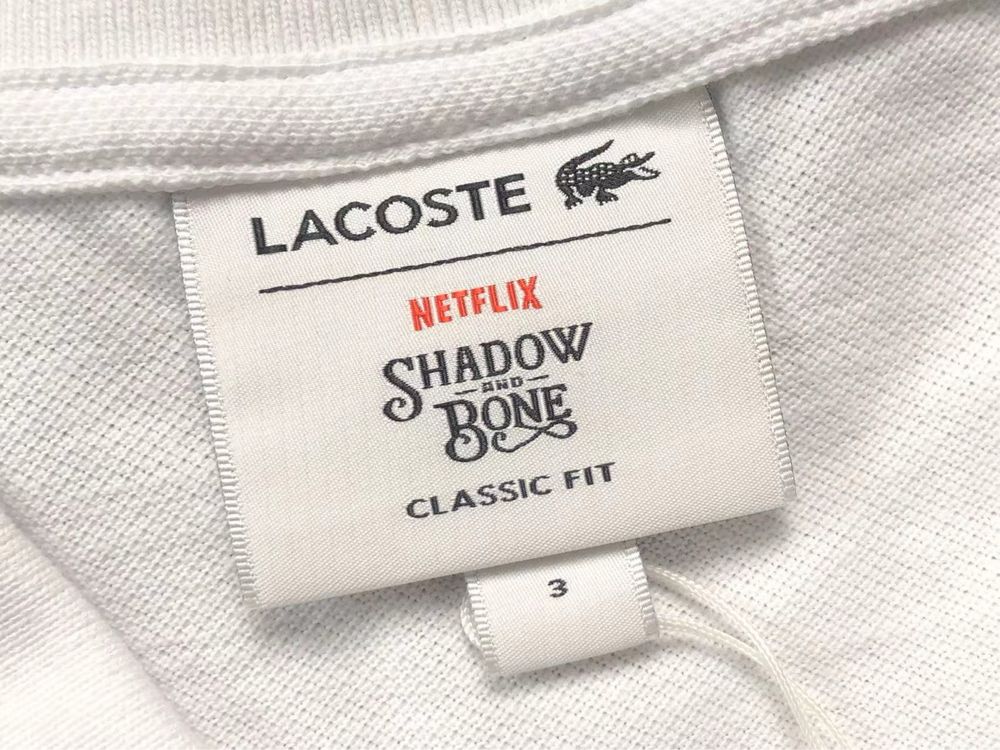 LACOSTE
NETFLIX
SHADOW
AND
BONE
CLASSIC FIT
3